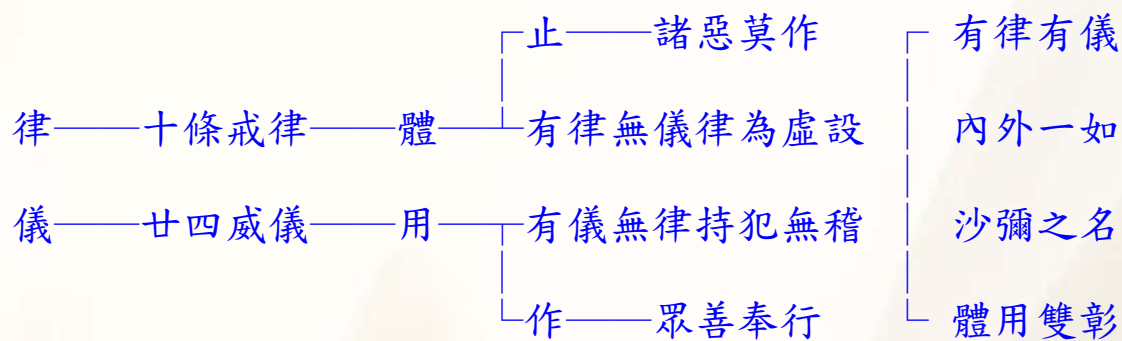 止——諸惡莫作 有律有儀
律——十條戒律——體——有律無儀律為虛設 內外一如
儀——廿四威儀——用——有儀無律持犯無稽 沙彌之名
作——眾善奉行 體用雙彰